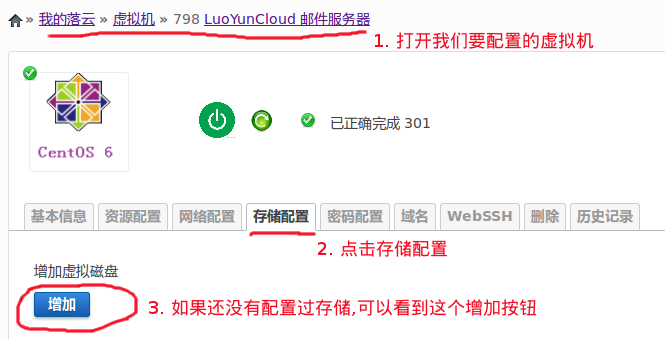 » 我的落云 » 虚拟机 » 798 LuoYunCloud 邮件服务器
1. 打开我们要配置的虚拟机
已正确完成 301
CentOS 6
基本信息 资源配置 网络配置 存储配置 密码配置 域名 WebSSH 删除 历史记录
2. 点击存储配置
增加虚拟磁盘
增加
3. 如果还没有配置过存储,可以看到这个增加按钮